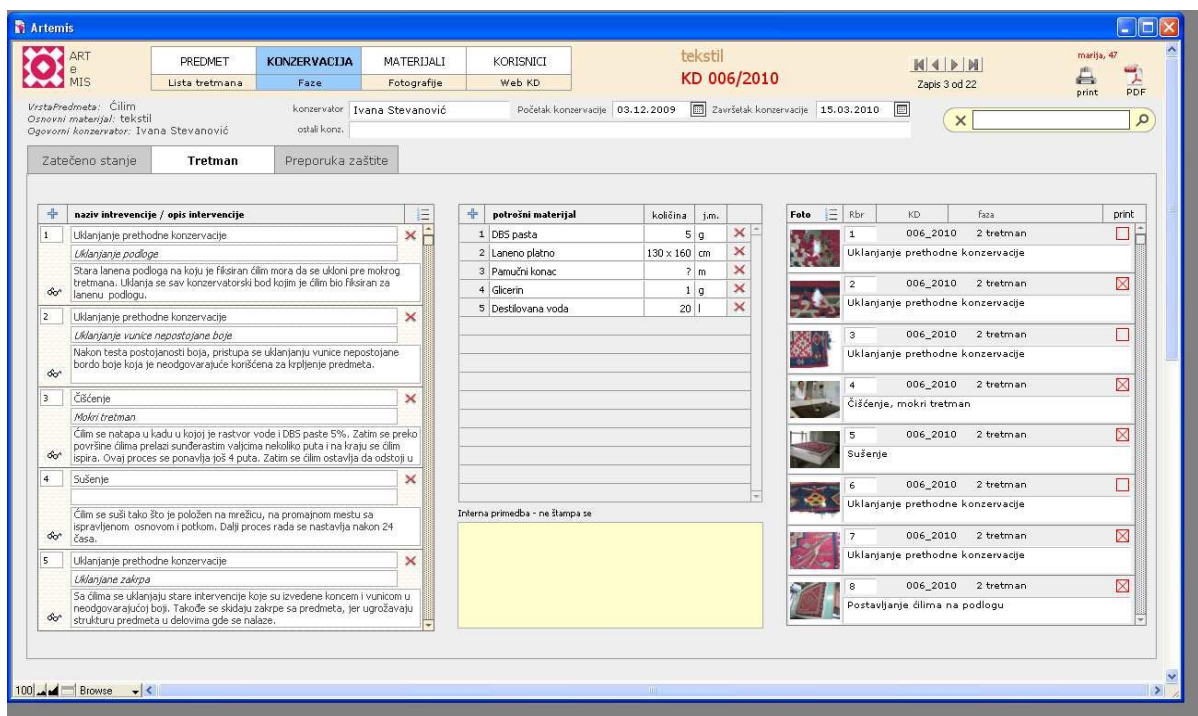 Artemis
ART
e
MIS
PREDMET KONZERVACIJA MATERIJALI KORISNICI
Lista tretmana Faze Fotografije Web KD
tekstil
KD 006/2010
Zapis 3 od 22
marija, 47
print PDF
VrstaPredmeta: Ćilim
Osnovni materijal: tekstil
Ogovorni konzervator: Ivana Stevanović
konzervator Ivana Stevanović
ostali konz.
Početak konzervacije 03.12.2009 Završetak konzervacije 15.03.2010
Zatečeno stanje Tretman Preporuka zaštite
naziv intrevencije / opis intervencije
1 Uklanjanje prethodne konzervacije
Uklanjanje podloge
Stara lanena podloga na koju je fiksiran ćilim mora da se ukloni pre mokrog
tretmana. Uklanja se sav konzervatorski bod kojim je ćilim bio fiksiran za
lanenu podlogu.
2 Uklanjanje prethodne konzervacije
Uklanjanje vunice nepostojane boje
Nakon testa postojanosti boja, pristupa se uklanjanju vunice nepostojane
bordo boje koja je neodgovarajuće korišćena za krpljenje predmeta.
3 Čišćenje
Mokri tretman
Ćilim se natapa u kadu u kojoj je rastvor vode i DBS paste 5%. Zatim se preko
površine ćilima prelazi sunđerastim valjcima nekoliko puta i na kraju se ćilim
ispira. Ovaj proces se ponavlja još 4 puta. Zatim se ćilim ostavlja da odstoji u
4 Sušenje
Ćilim se suši tako što je položen na mrežicu, na promajnom mestu sa
ispravljenom osnovom i potkom. Dalji proces rada se nastavlja nakon 24
časa.
5 Uklanjanje prethodne konzervacije
Uklanjane zakrpa
Sa ćilima se uklanjaju stare intervencije koje su izvedene koncem i vunicom u
neodgovarajućoj boji. Takođe se skidaju zakrpe sa predmeta, jer ugrožavaju
strukturu predmeta u delovima gde se nalaze.
potrošni materijal količina j.m.
1 DBS pasta 5 g
2 Laneno platno 130 x 160 cm
3 Pamučni konac ? m
4 Glicerin 1 g
5 Destilovana voda 20 l
Interna primedba - ne štampa se
Foto Rbr KD faza print
1 006_2010 2 tretman
Uklanjanje prethodne konzervacije
2 006_2010 2 tretman
Uklanjanje prethodne konzervacije
3 006_2010 2 tretman
Uklanjanje prethodne konzervacije
4 006_2010 2 tretman
Čišćenje, mokri tretman
5 006_2010 2 tretman
Sušenje
6 006_2010 2 tretman
Uklanjanje prethodne konzervacije
7 006_2010 2 tretman
Uklanjanje prethodne konzervacije
8 006_2010 2 tretman
Postavljanje ćilima na podlogu
100 Browse